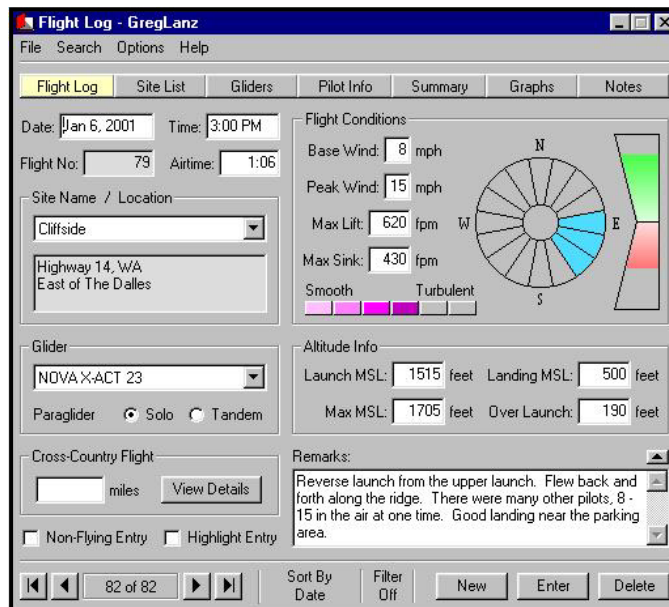 Flight Log - GregLanz
File Search Options Help
Flight Log Site List Gliders Pilot Info Summary Graphs Notes
Date: Jan 6, 2001 Time: 3:00 PM
Flight No: 79 Airtime: 1:06
Site Name / Location
Cliffside
Highway 14, WA
East of The Dalles
Flight Conditions
Base Wind: 8 mph
Peak Wind: 15 mph
Max Lift: 620 fpm
Max Sink: 430 fpm
Smooth Turbulent
N
W E
S
Glider
NOVA X-ACT 23
Paraglider Solo Tandem
Altitude Info
Launch MSL: 1515 feet Landing MSL: 500 feet
Max MSL: 1705 feet Over Launch: 190 feet
Cross-Country Flight
miles View Details
Non-Flying Entry Highlight Entry
Remarks:
Reverse launch from the upper launch. Flew back and
forth along the ridge. There were many other pilots, 8 -
15 in the air at one time. Good landing near the parking
area.
82 of 82
Sort By
Date
Filter
Off
New Enter Delete